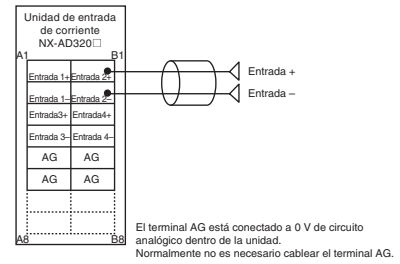 Unidad de entrada
de corriente
NX-AD320□
A1 B1
Entrada 1+ Entrada 2+
Entrada +
Entrada 1– Entrada 2–
Entrada –
Entrada3+ Entrada4+
Entrada 3– Entrada 4–
AG AG
AG AG
A8 B8
El terminal AG está conectado a 0 V de circuito
analógico dentro de la unidad.
Normalmente no es necesario cablear el terminal AG.